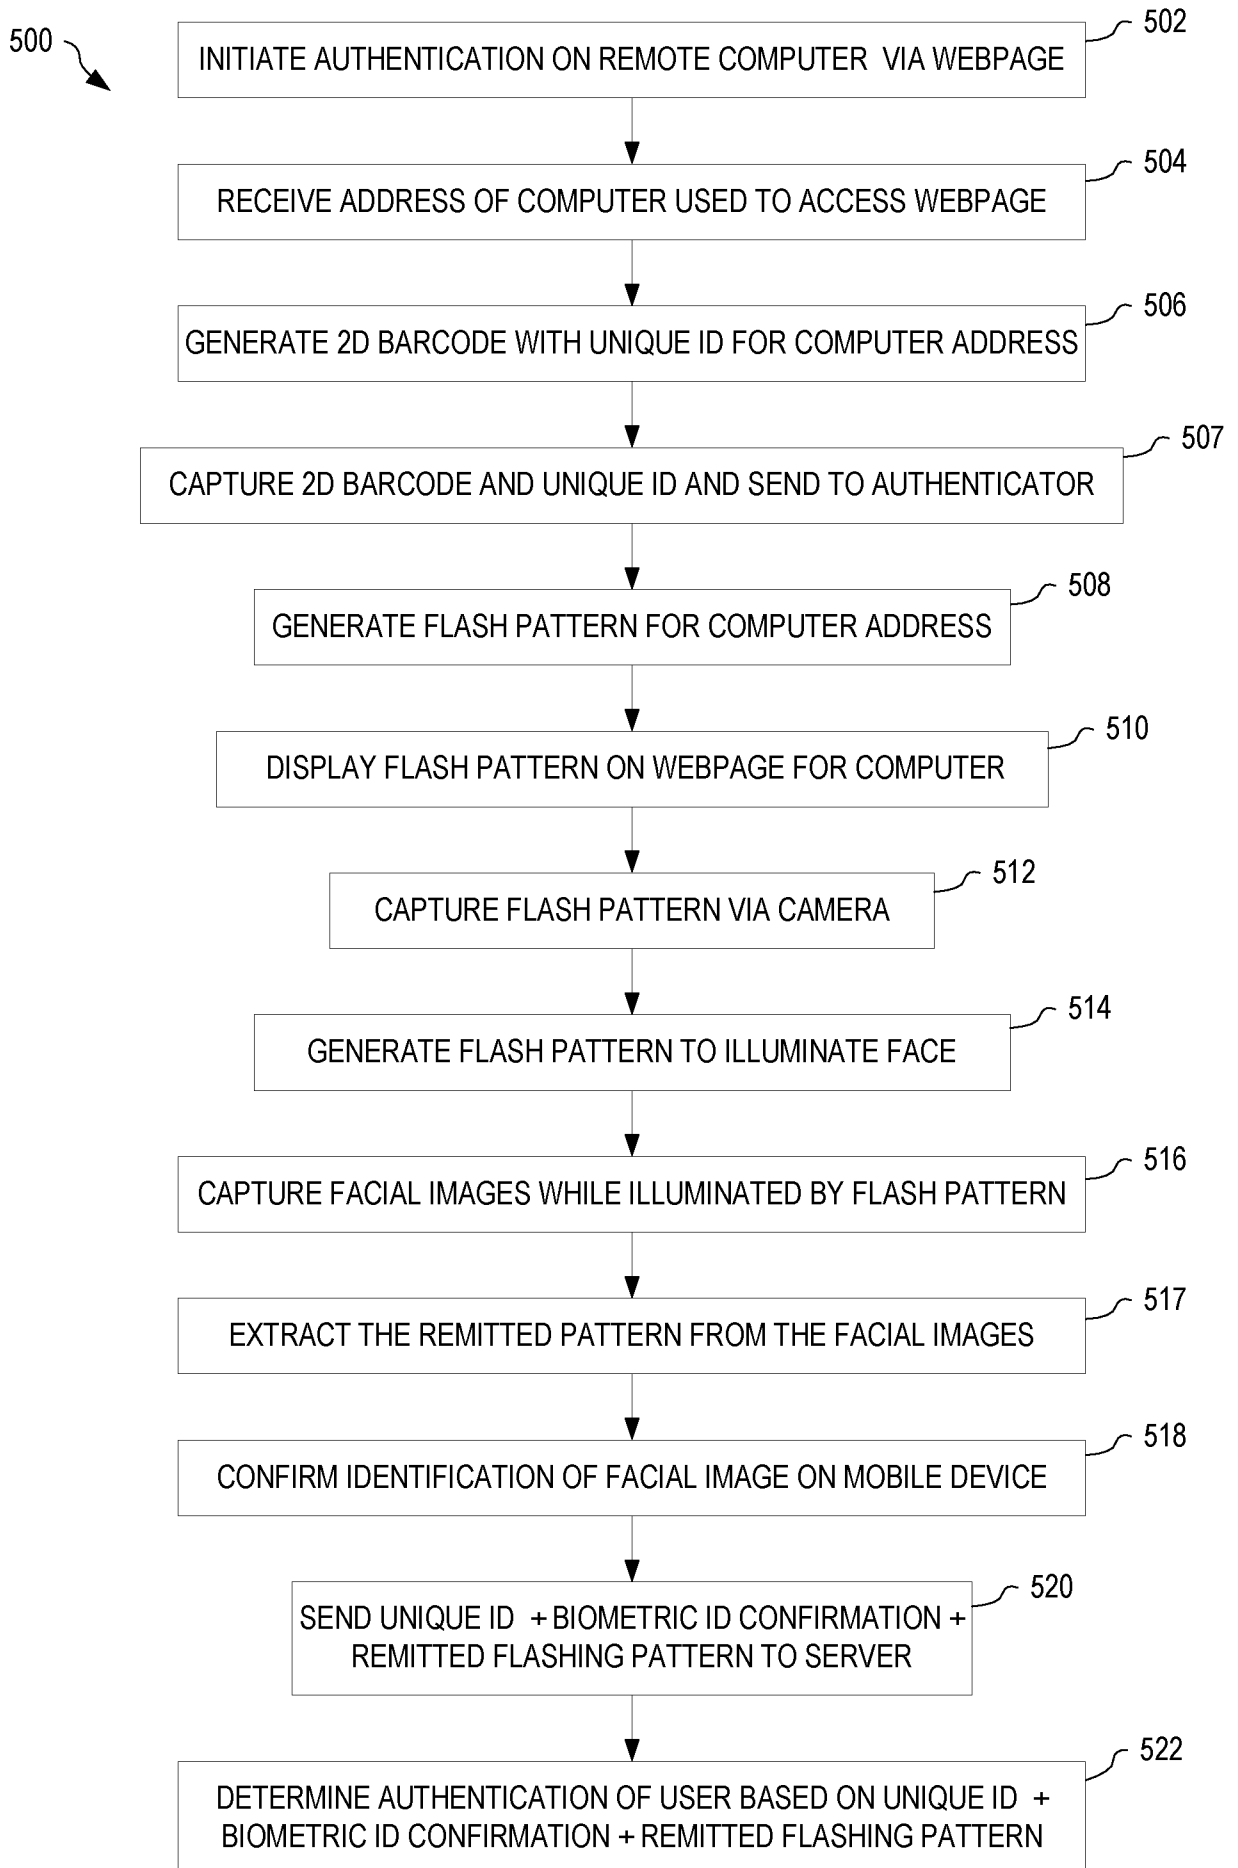 500
502
INITIATE AUTHENTICATION ON REMOTE COMPUTER VIA WEBPAGE
504
RECEIVE ADDRESS OF COMPUTER USED TO ACCESS WEBPAGE
506
GENERATE 2D BARCODE WITH UNIQUE ID FOR COMPUTER ADDRESS
507
CAPTURE 2D BARCODE AND UNIQUE ID AND SEND TO AUTHENTICATOR
508
GENERATE FLASH PATTERN FOR COMPUTER ADDRESS
510
DISPLAY FLASH PATTERN ON WEBPAGE FOR COMPUTER
512
CAPTURE FLASH PATTERN VIA CAMERA
514
GENERATE FLASH PATTERN TO ILLUMINATE FACE
516
CAPTURE FACIAL IMAGES WHILE ILLUMINATED BY FLASH PATTERN
517
EXTRACT THE REMITTED PATTERN FROM THE FACIAL IMAGES
518
CONFIRM IDENTIFICATION OF FACIAL IMAGE ON MOBILE DEVICE
520
SEND UNIQUE ID + BIOMETRIC ID CONFIRMATION +
REMITTED FLASHING PATTERN TO SERVER
522
DETERMINE AUTHENTICATION OF USER BASED ON UNIQUE ID +
BIOMETRIC ID CONFIRMATION + REMITTED FLASHING PATTERN